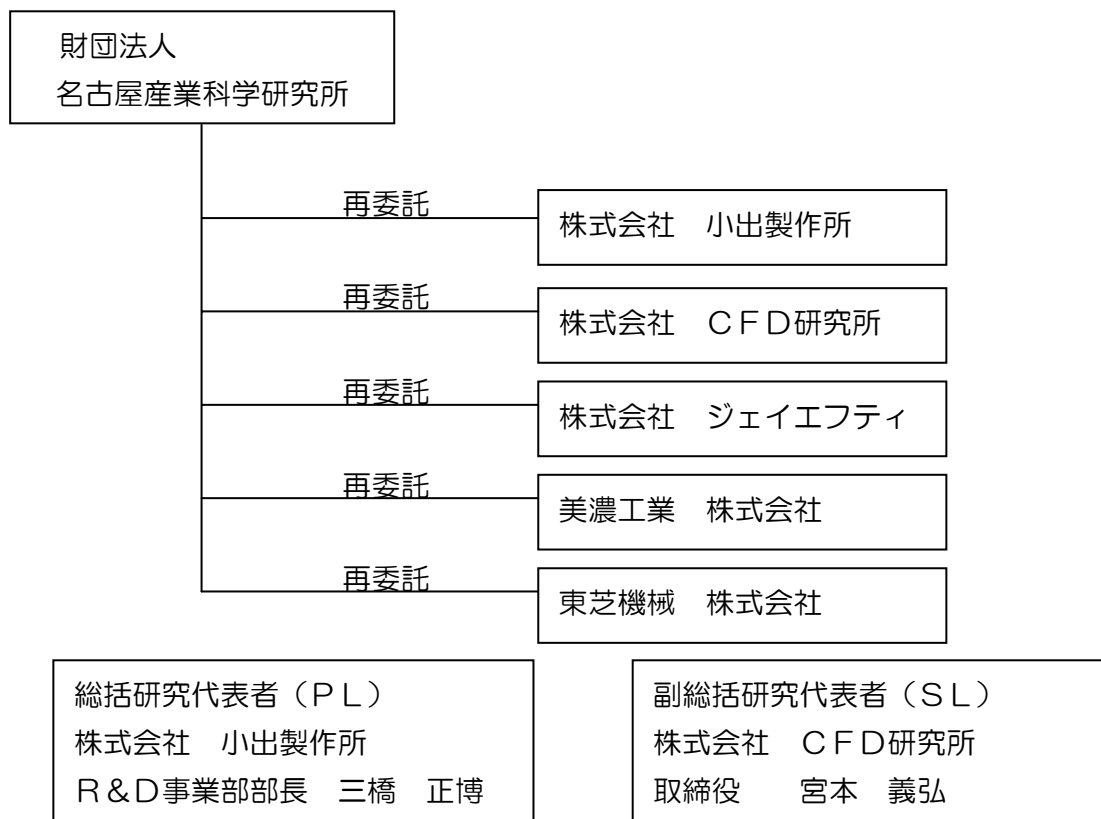 財団法人
名古屋産業科学研究所
再委託
株式会社　小出製作所
再委託
株式会社　ＣＦＤ研究所
再委託
株式会社　ジェイエフティ
再委託
美濃工業　株式会社
再委託
東芝機械　株式会社
総括研究代表者（ＰＬ）
株式会社　小出製作所
Ｒ＆Ｄ事業部部長　三橋　正博
副総括研究代表者（ＳＬ）
株式会社　ＣＦＤ研究所
取締役　　宮本　義弘